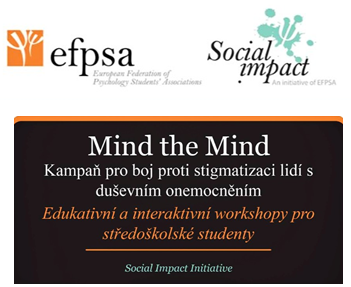 efpsa
European Federation of
Psychology Students' Associations
Social
impact
An initiative of EFPSA
Mind the Mind
Kampaň pro boj proti stigmatizaci lidí s
duševním onemocněním
Edukativní a interaktivní workshopy pro
středoškolské studenty
Social Impact Initiative